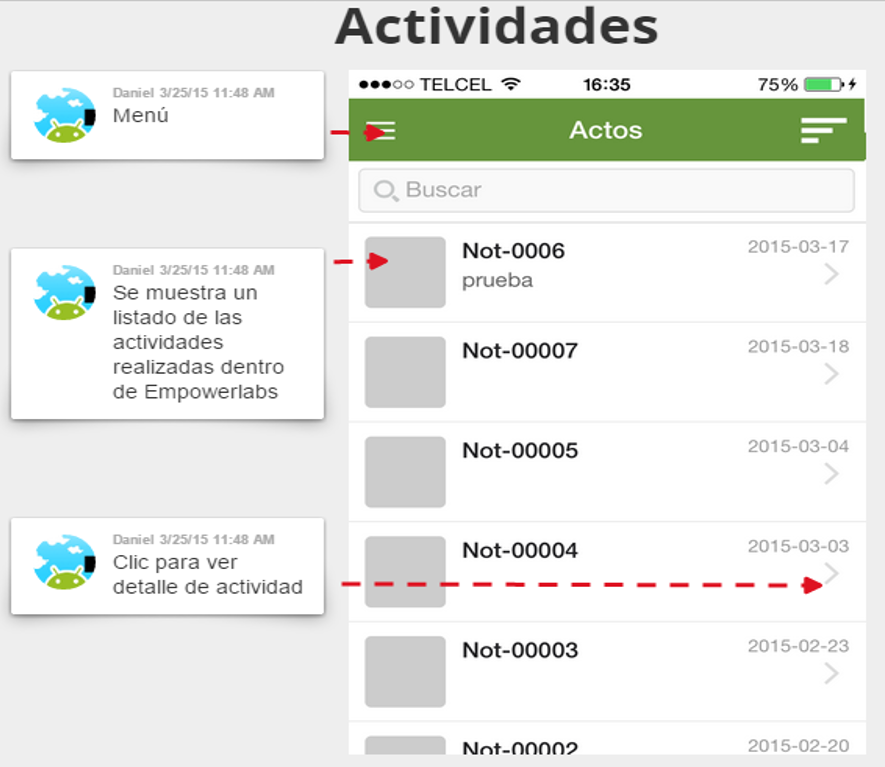 Actividades
Daniel 3/25/15 11:48 AM
Menú
Daniel 3/25/15 11:48 AM
Se muestra un
listado de las
actividades
realizadas dentro
de Empowerlabs
Daniel 3/25/15 11:48 AM
Clic para ver
detalle de actividad
TELCEL 16:35 75%
Actos
Buscar
Not-0006 2015-03-17
prueba
Not-00007 2015-03-18
Not-00005 2015-03-04
Not-00004 2015-03-03
Not-00003 2015-02-23
Not-00002 2015-02-20